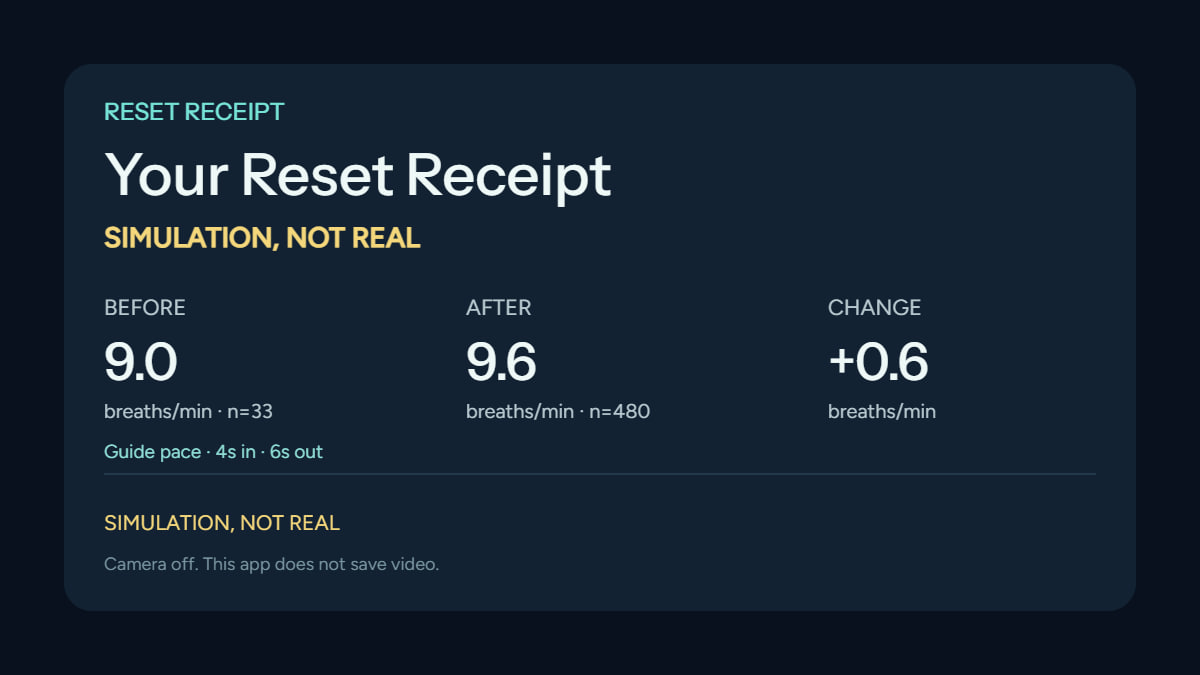 RESET RECEIPT
Your Reset Receipt
SIMULATION, NOT REAL
BEFORE
9.0
breaths/min · n=33
AFTER
9.6
breaths/min · n=480
CHANGE
+0.6
breaths/min
Guide pace · 4s in · 6s out
SIMULATION, NOT REAL
Camera off. This app does not save video.